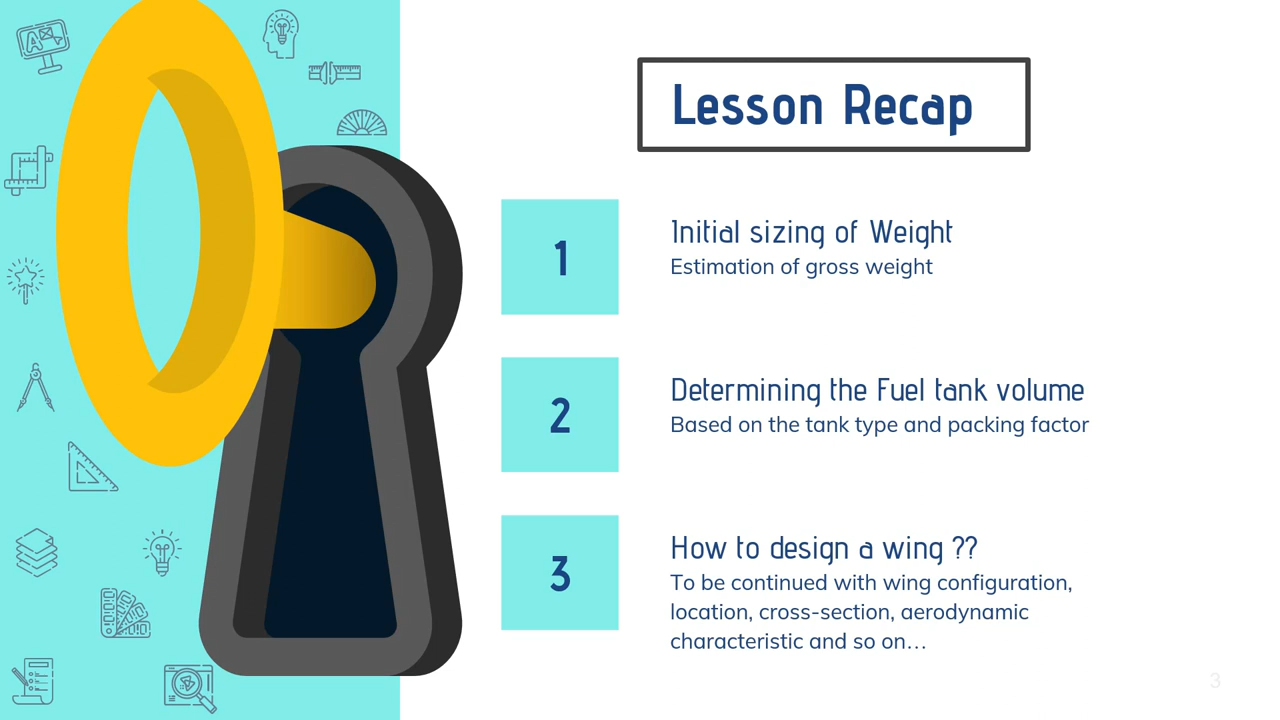 Lesson Recap
1
Initial sizing of Weight
Estimation of gross weight
2
Determining the Fuel tank volume
Based on the tank type and packing factor
3
How to design a wing ??
To be continued with wing configuration,
location, cross-section, aerodynamic
characteristic and so on…
3
A